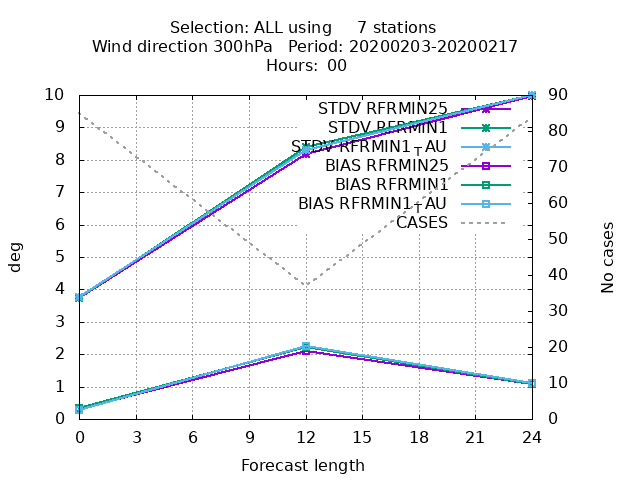 Selection: ALL using     7 stations
Wind direction 300hPa   Period: 20200203-20200217
Hours: 00
10
9
8
7
6
5
4
3
2
1
0
deg
STDV RFRMIN25
STDV RFRMIN1
STDV RFRMIN1_T AU
BIAS RFRMIN25
BIAS RFRMIN1
BIAS RFRMIN1_T AU
CASES
90
80
70
60
50
40
30
20
10
0
No cases
0 3 6 9 12 15 18 21 24
Forecast length